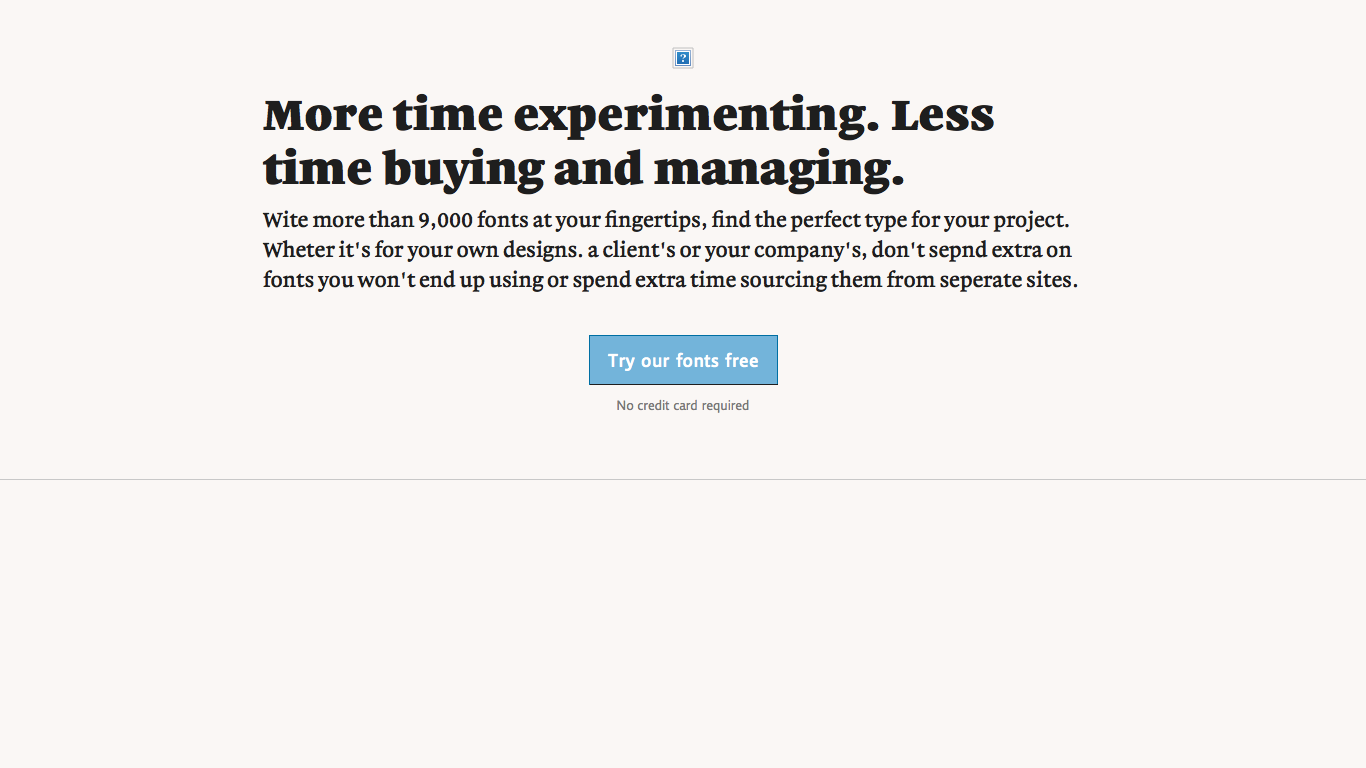 More time experimenting. Less
time buying and managing.
Wite more than 9,000 fonts at your fingertips, find the perfect type for your project.
Wheter it's for your own designs. a client's or your company's, don't sepnd extra on
fonts you won't end up using or spend extra time sourcing them from seperate sites.
Try our fonts free
No credit card required